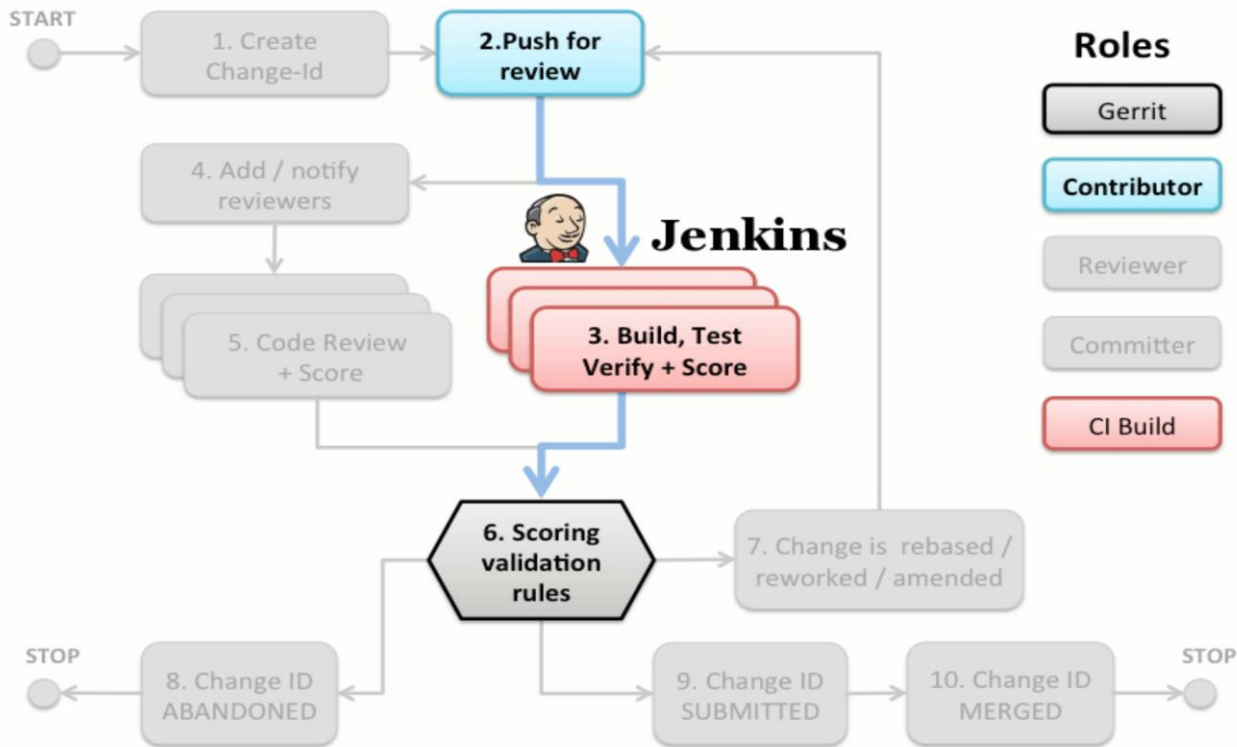 START
1. Create
Change-Id
2.Push for
review
Roles
Gerrit
Contributor
Reviewer
Committer
CI Build
4. Add / notify
reviewers
Jenkins
5. Code Review
+ Score
3. Build, Test
Verify + Score
6. Scoring
validation
rules
7. Change is rebased /
reworked / amended
STOP
8. Change ID
ABANDONED
9. Change ID
SUBMITTED
10. Change ID
MERGED
STOP